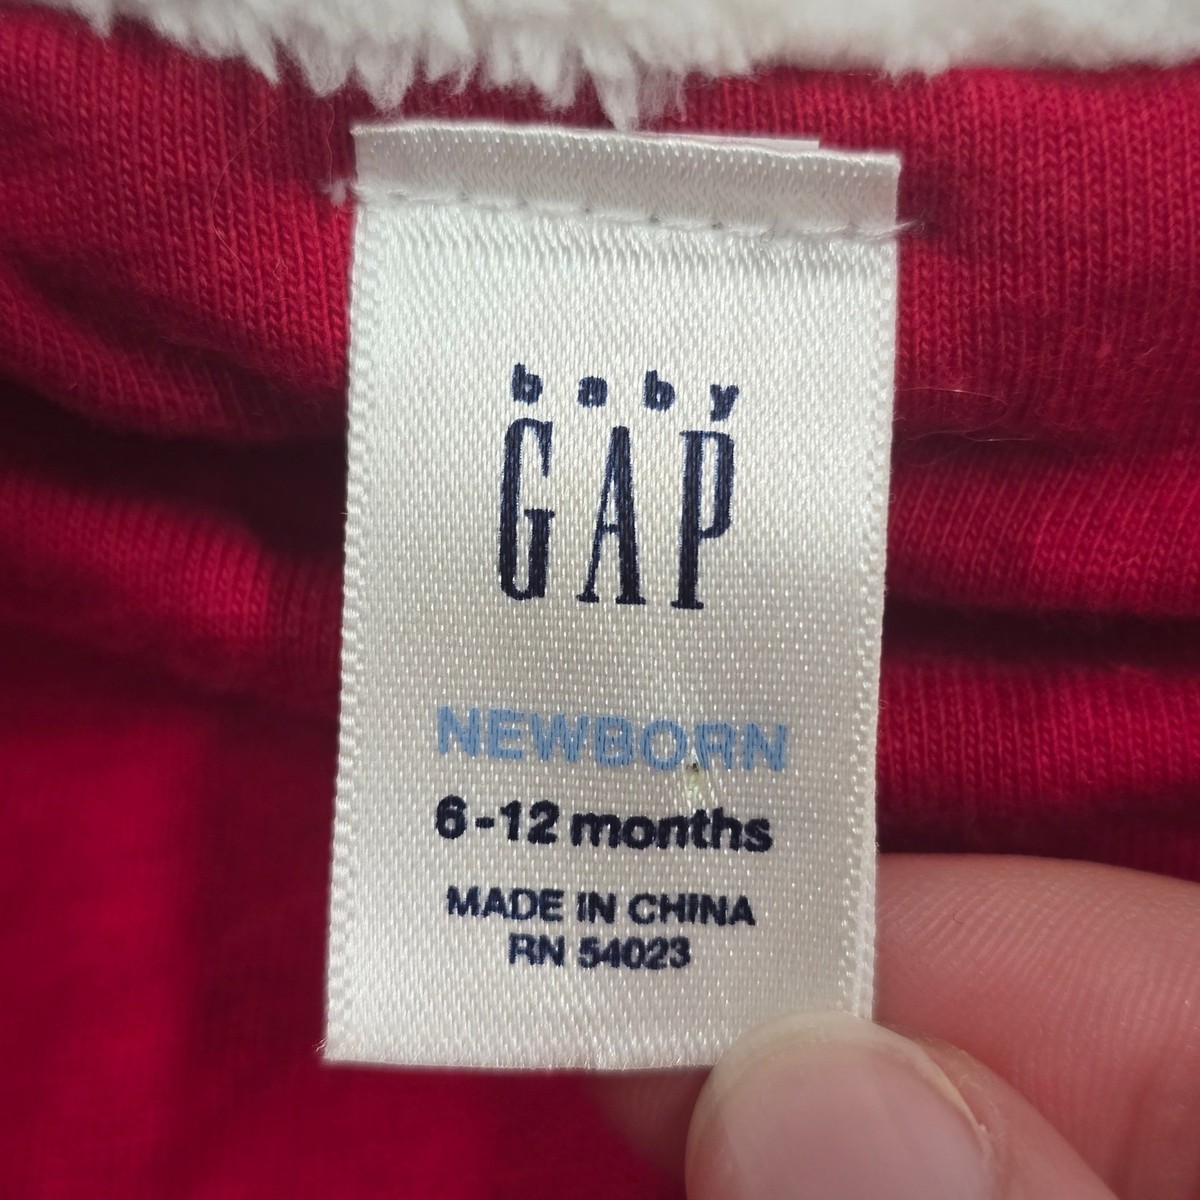 baby
GAP
NEWBORN
6-12 months
MADE IN CHINA
RN 54023